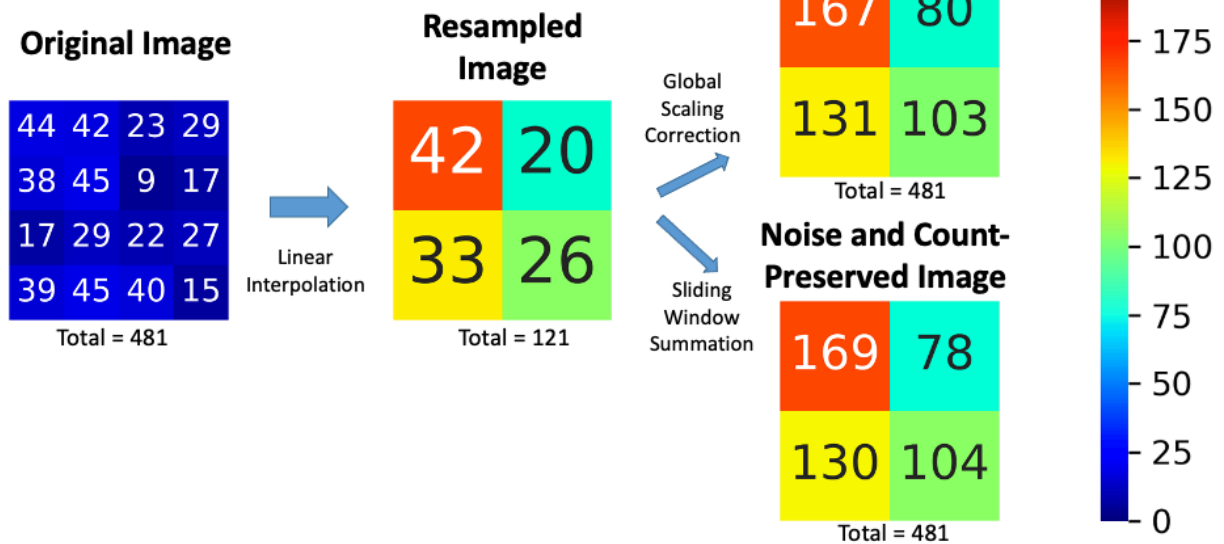 Original Image
44 42 23 29
38 45 9 17
17 29 22 27
39 45 40 15
Total = 481
Linear
Interpolation
Resampled
Image
42 20
33 26
Total = 121
Global
Scaling
Correction
167 80
131 103
Total = 481
Sliding
Window
Summation
Noise and Count-
Preserved Image
169 78
130 104
Total = 481
175
150
125
100
75
50
25
0